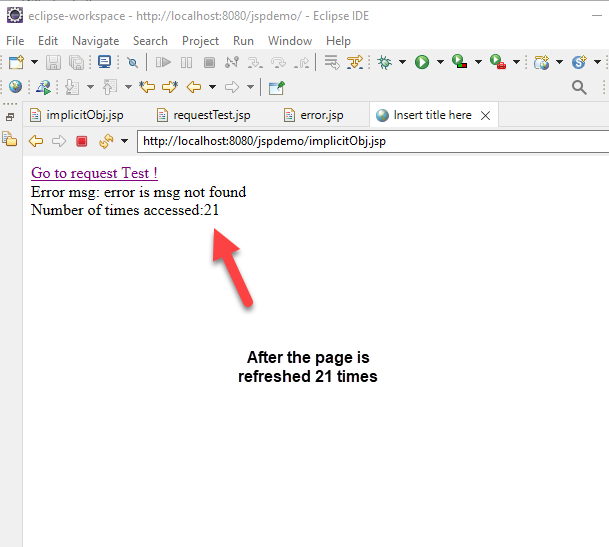 eclipse-workspace - http://localhost:8080/jspdemo/ - Eclipse IDE
File Edit Navigate Search Project Run Window Help
implicitObj.jsp requestTest.jsp error.jsp Insert title here
http://localhost:8080/jspdemo/implicitObj.jsp
Go to request Test !
Error msg: error is msg not found
Number of times accessed:21
After the page is
refreshed 21 times